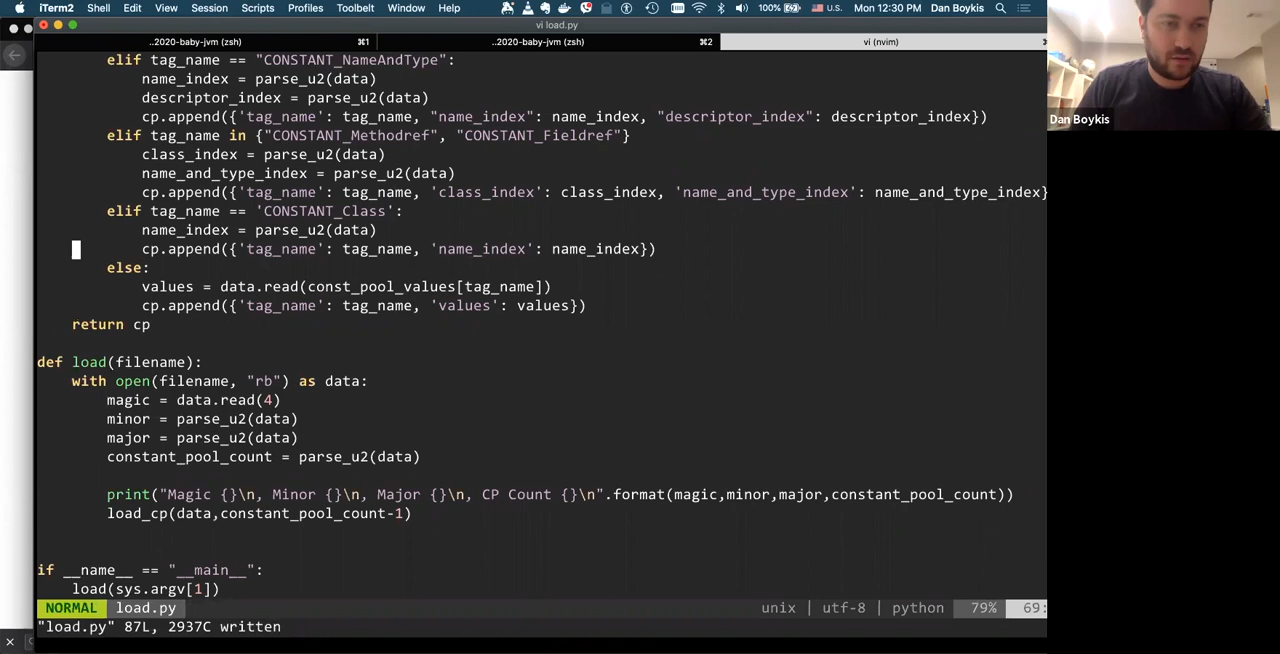 iTerm2 Shell Edit View Session Scripts Profiles Toolbelt Window Help 100% U.S. Mon 12:30 PM Dan Boykis
vi load.py
..2020-baby-jvm (zsh) ⌘1 ..2020-baby-jvm (zsh) ⌘2 vi (nvim)
elif tag_name == "CONSTANT_NameAndType":
name_index = parse_u2(data)
descriptor_index = parse_u2(data)
cp.append({'tag_name': tag_name, "name_index": name_index, "descriptor_index": descriptor_index})
elif tag_name in {"CONSTANT_Methodref", "CONSTANT_Fieldref"}
class_index = parse_u2(data)
name_and_type_index = parse_u2(data)
cp.append({'tag_name': tag_name, 'class_index': class_index, 'name_and_type_index': name_and_type_index}
elif tag_name == 'CONSTANT_Class':
name_index = parse_u2(data)
cp.append({'tag_name': tag_name, 'name_index': name_index})
else:
values = data.read(const_pool_values[tag_name])
cp.append({'tag_name': tag_name, 'values': values})
return cp
def load(filename):
with open(filename, "rb") as data:
magic = data.read(4)
minor = parse_u2(data)
major = parse_u2(data)
constant_pool_count = parse_u2(data)
print("Magic {}\n, Minor {}\n, Major {}\n, CP Count {}\n".format(magic,minor,major,constant_pool_count))
load_cp(data,constant_pool_count-1)
if __name__ == "__main__":
load(sys.argv[1])
NORMAL load.py unix | utf-8 | python 79% 69:
"load.py" 87L, 2937C written
Dan Boykis